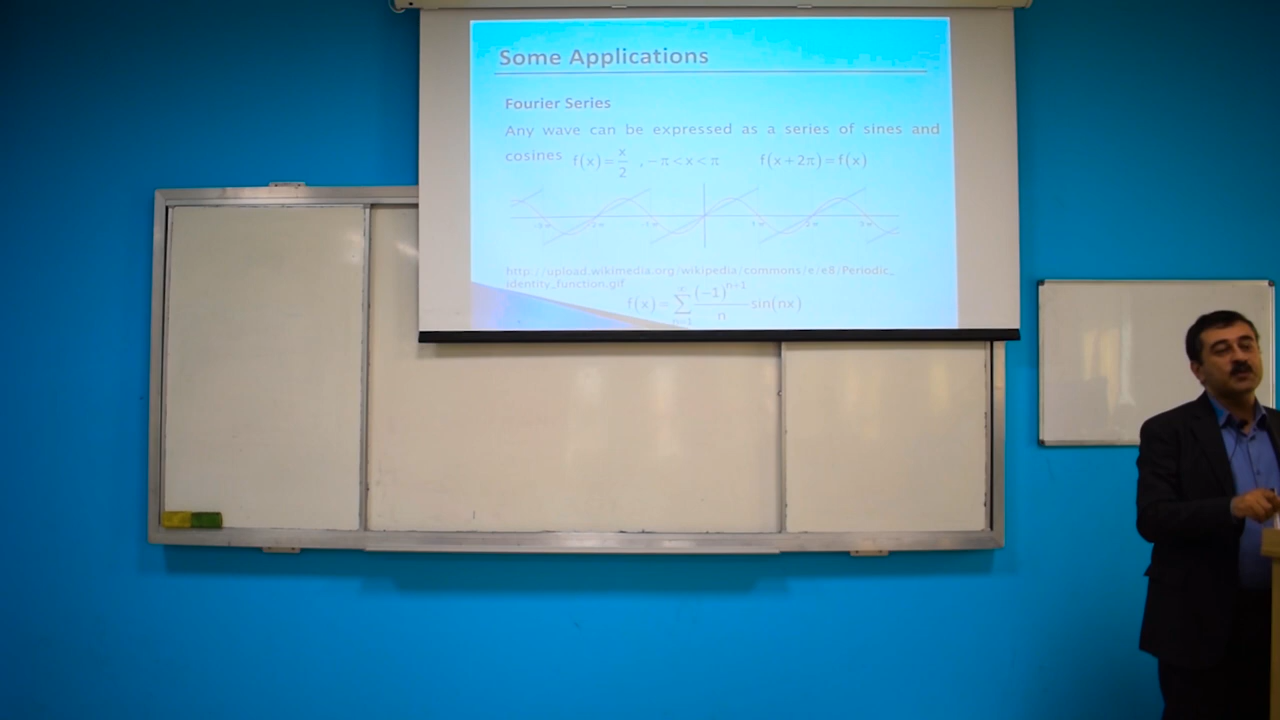 Some Applications
Fourier Series
Any wave can be expressed as a series of sines and
cosines f(x)=x/2 ,−π<x<π f(x+2π)=f(x)
http://upload.wikimedia.org/wikipedia/commons/e/e8/Periodic_
identity_function.gif
f(x)=∑_{n=1}^{∞} (−1)^{n+1}/n sin(nx)